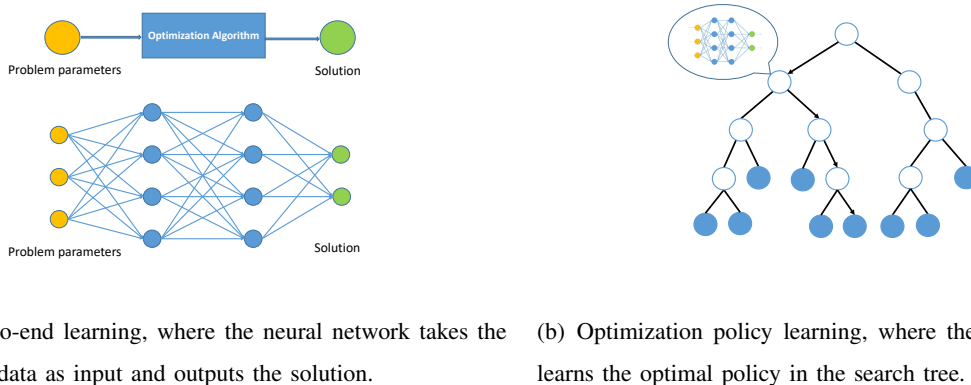 Optimization Algorithm
Problem parameters
Solution
Problem parameters
Solution
o-end learning, where the neural network takes the
data as input and outputs the solution.
(b) Optimization policy learning, where the
learns the optimal policy in the search tree.